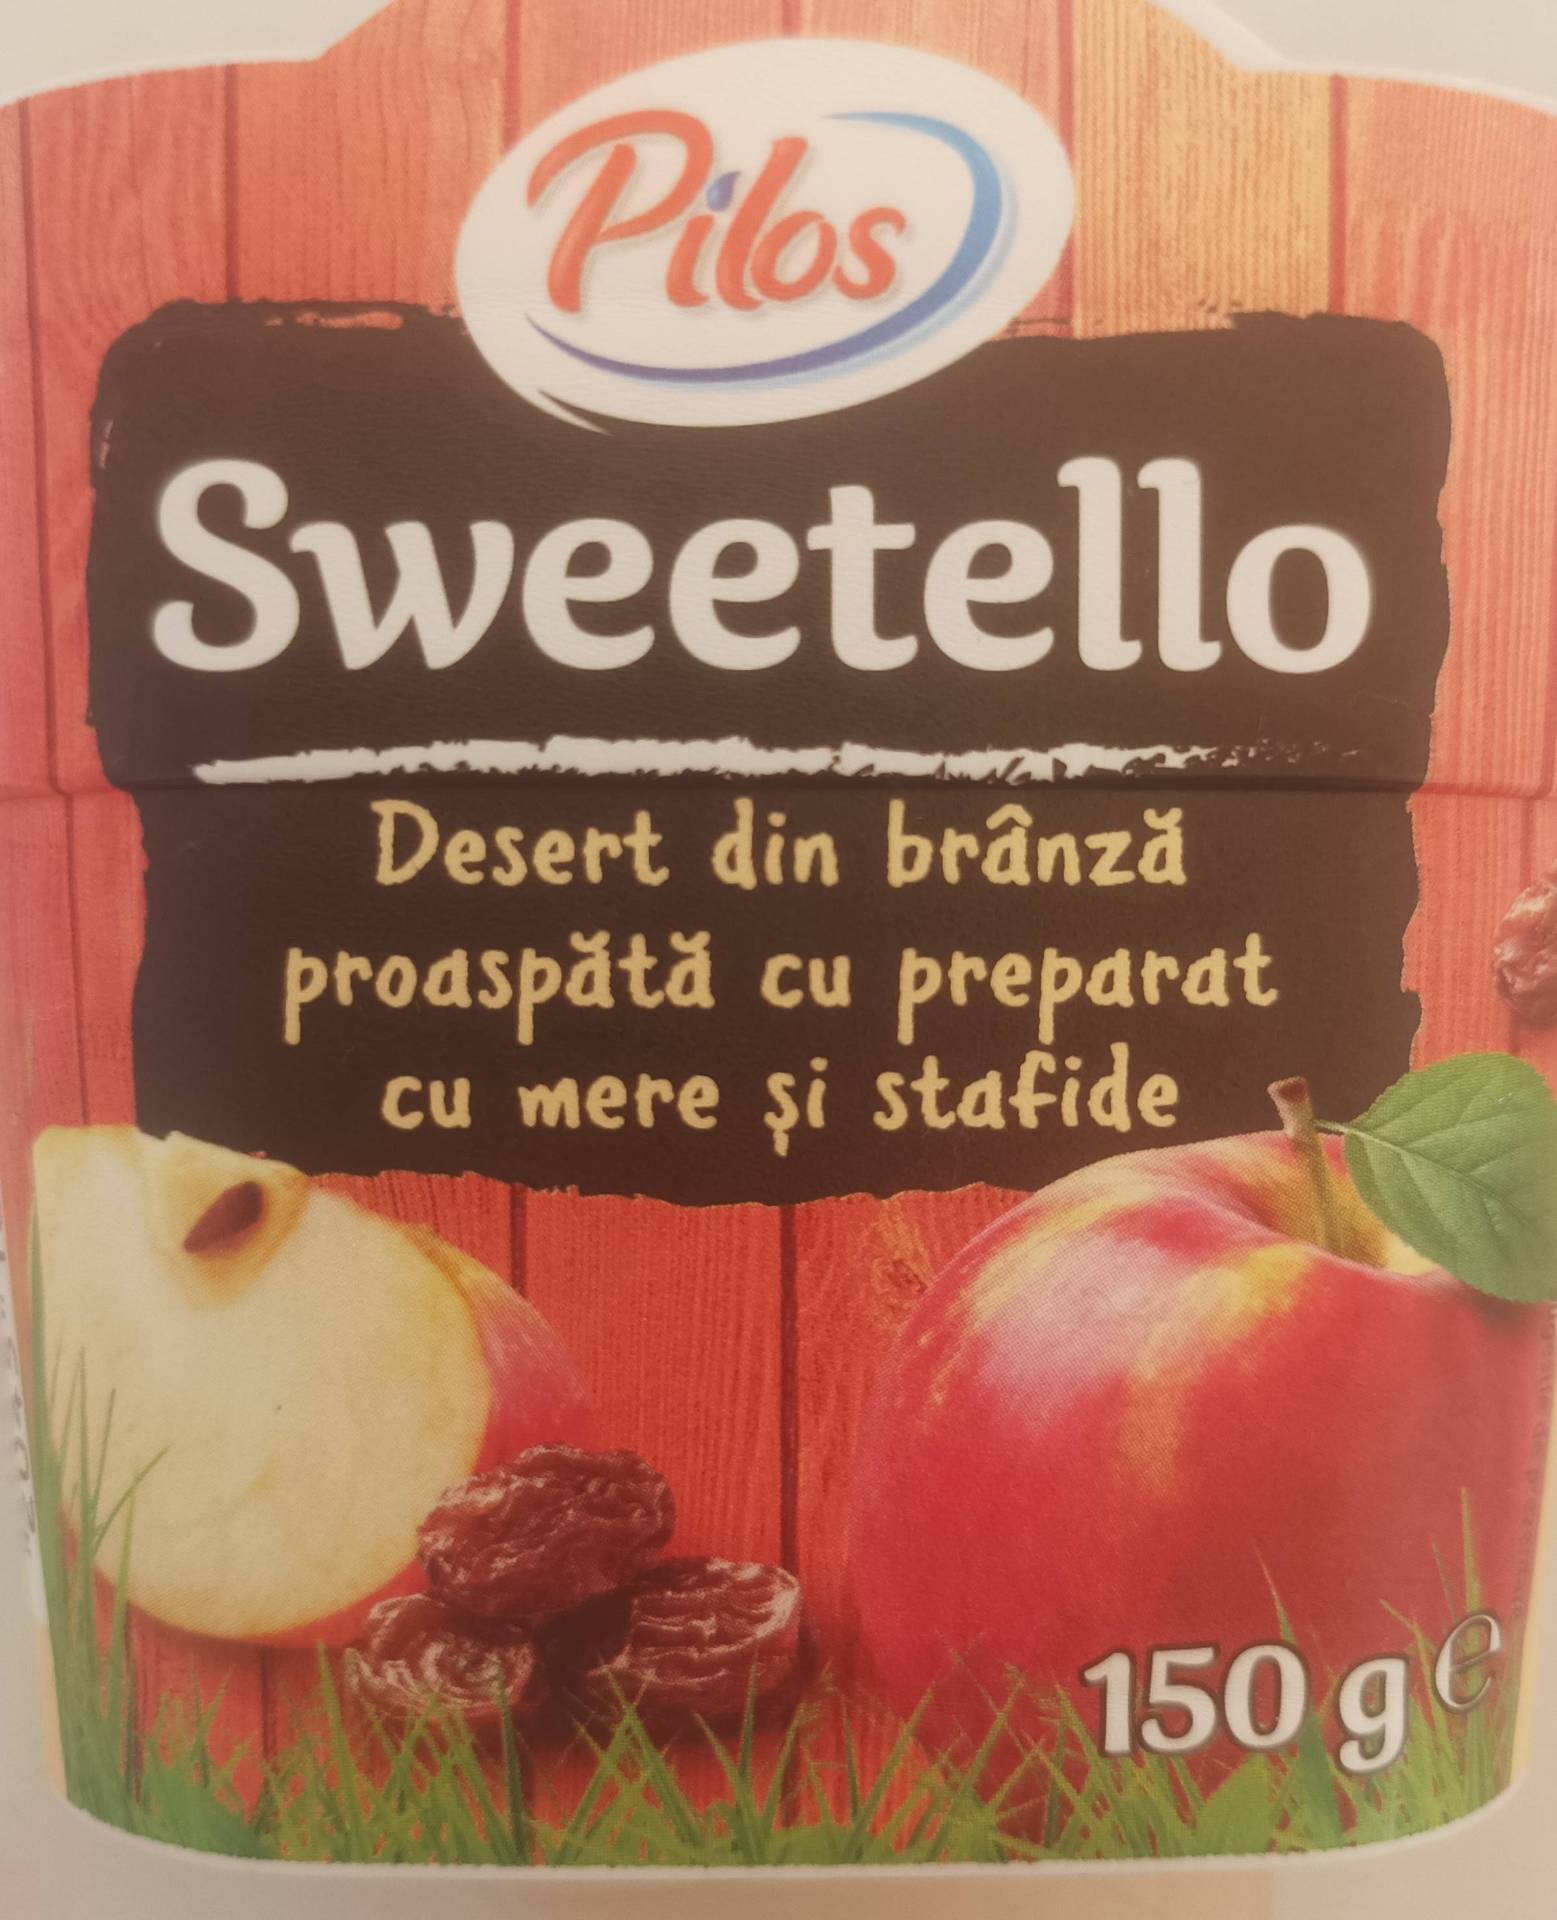 Pilos
Sweetello
Desert din brânză
proaspătă cu preparat
cu mere și stafide
150 g e